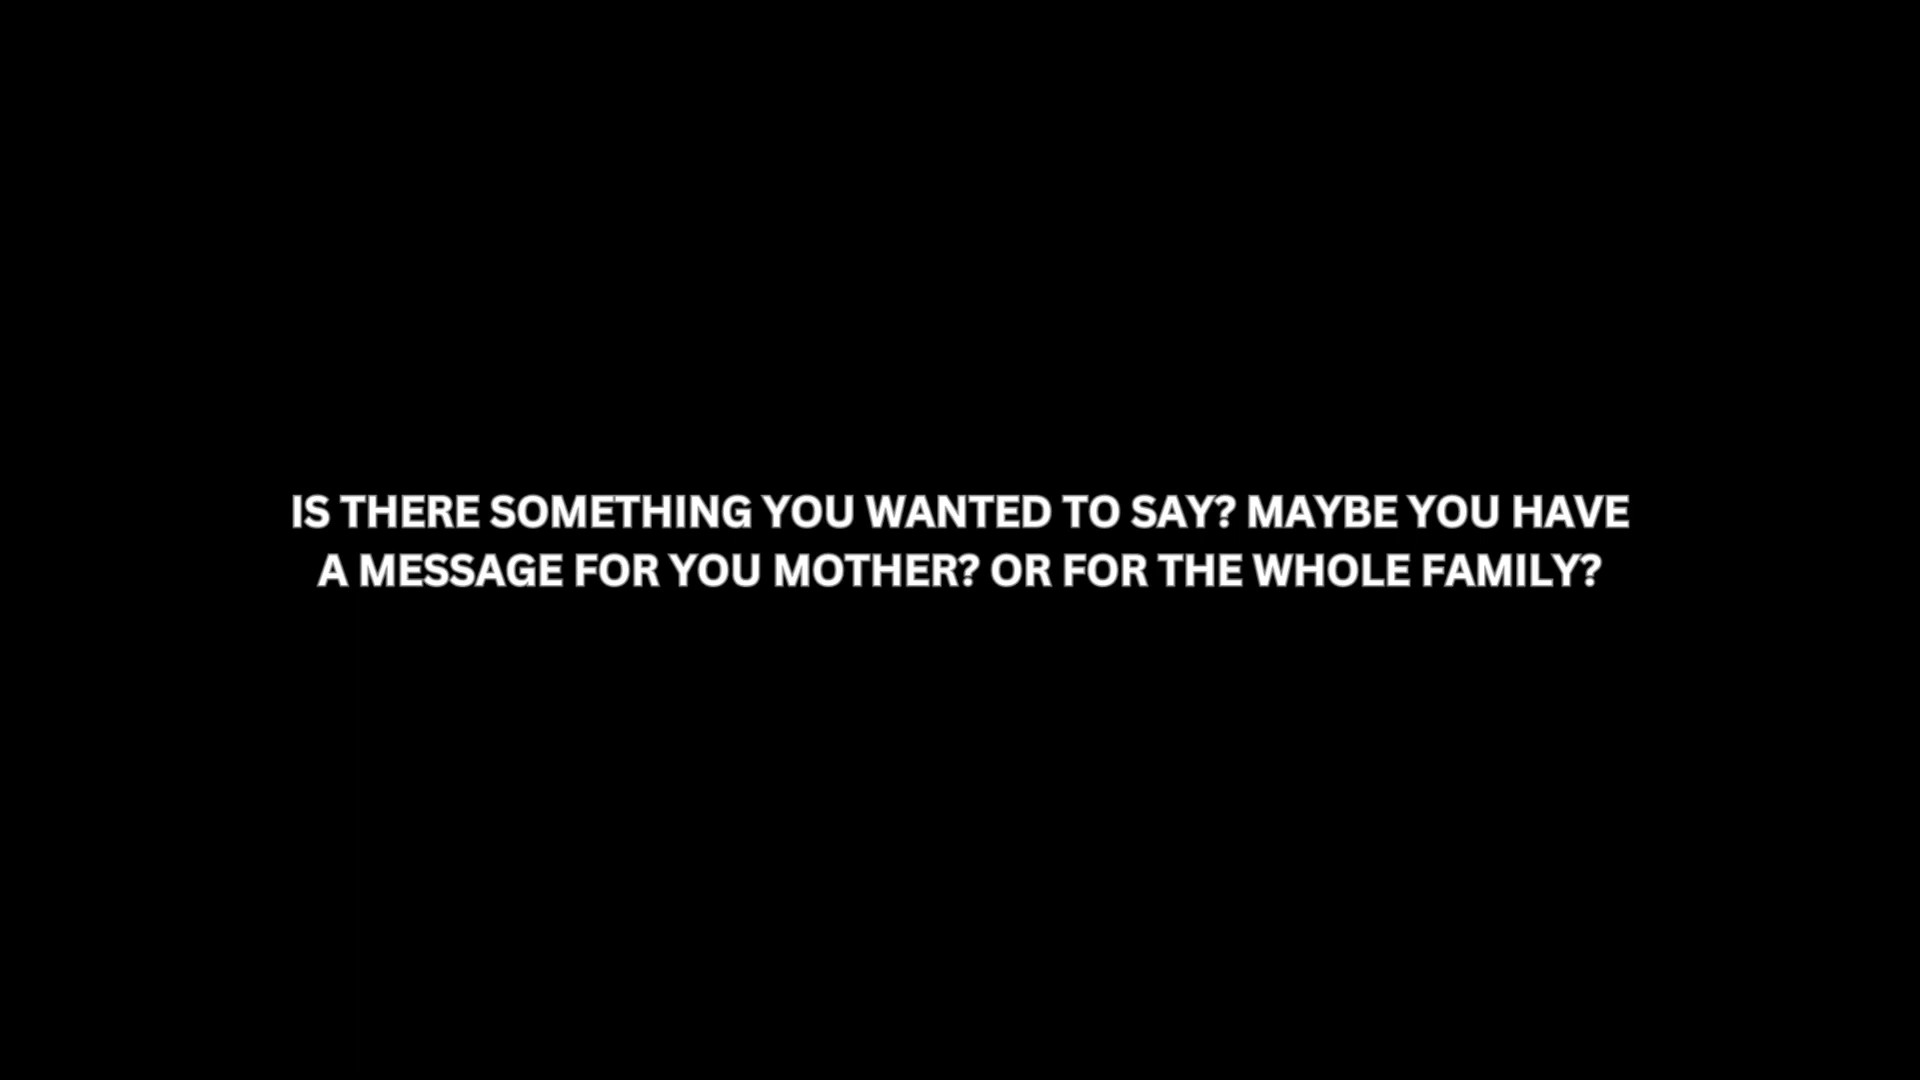 IS THERE SOMETHING YOU WANTED TO SAY? MAYBE YOU HAVE
A MESSAGE FOR YOU MOTHER? OR FOR THE WHOLE FAMILY?